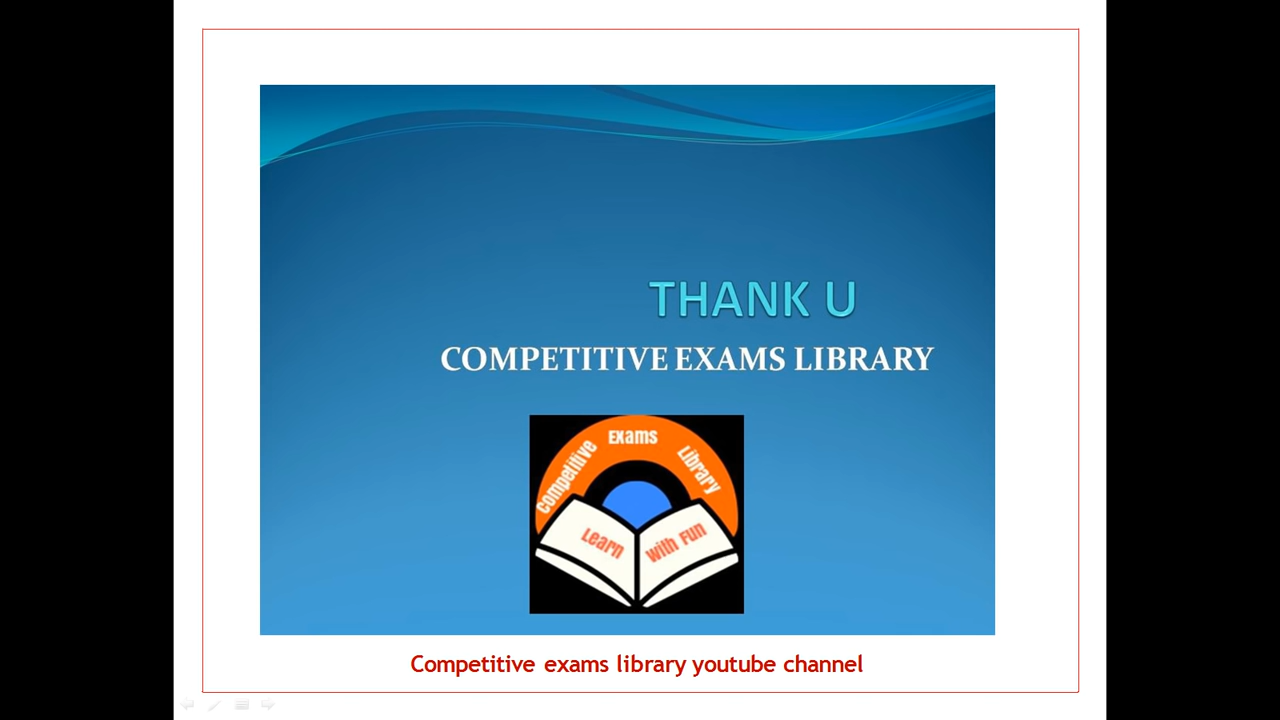 THANK U
COMPETITIVE EXAMS LIBRARY
Competitive Exams Library
Learn with Fun
Competitive exams library youtube channel